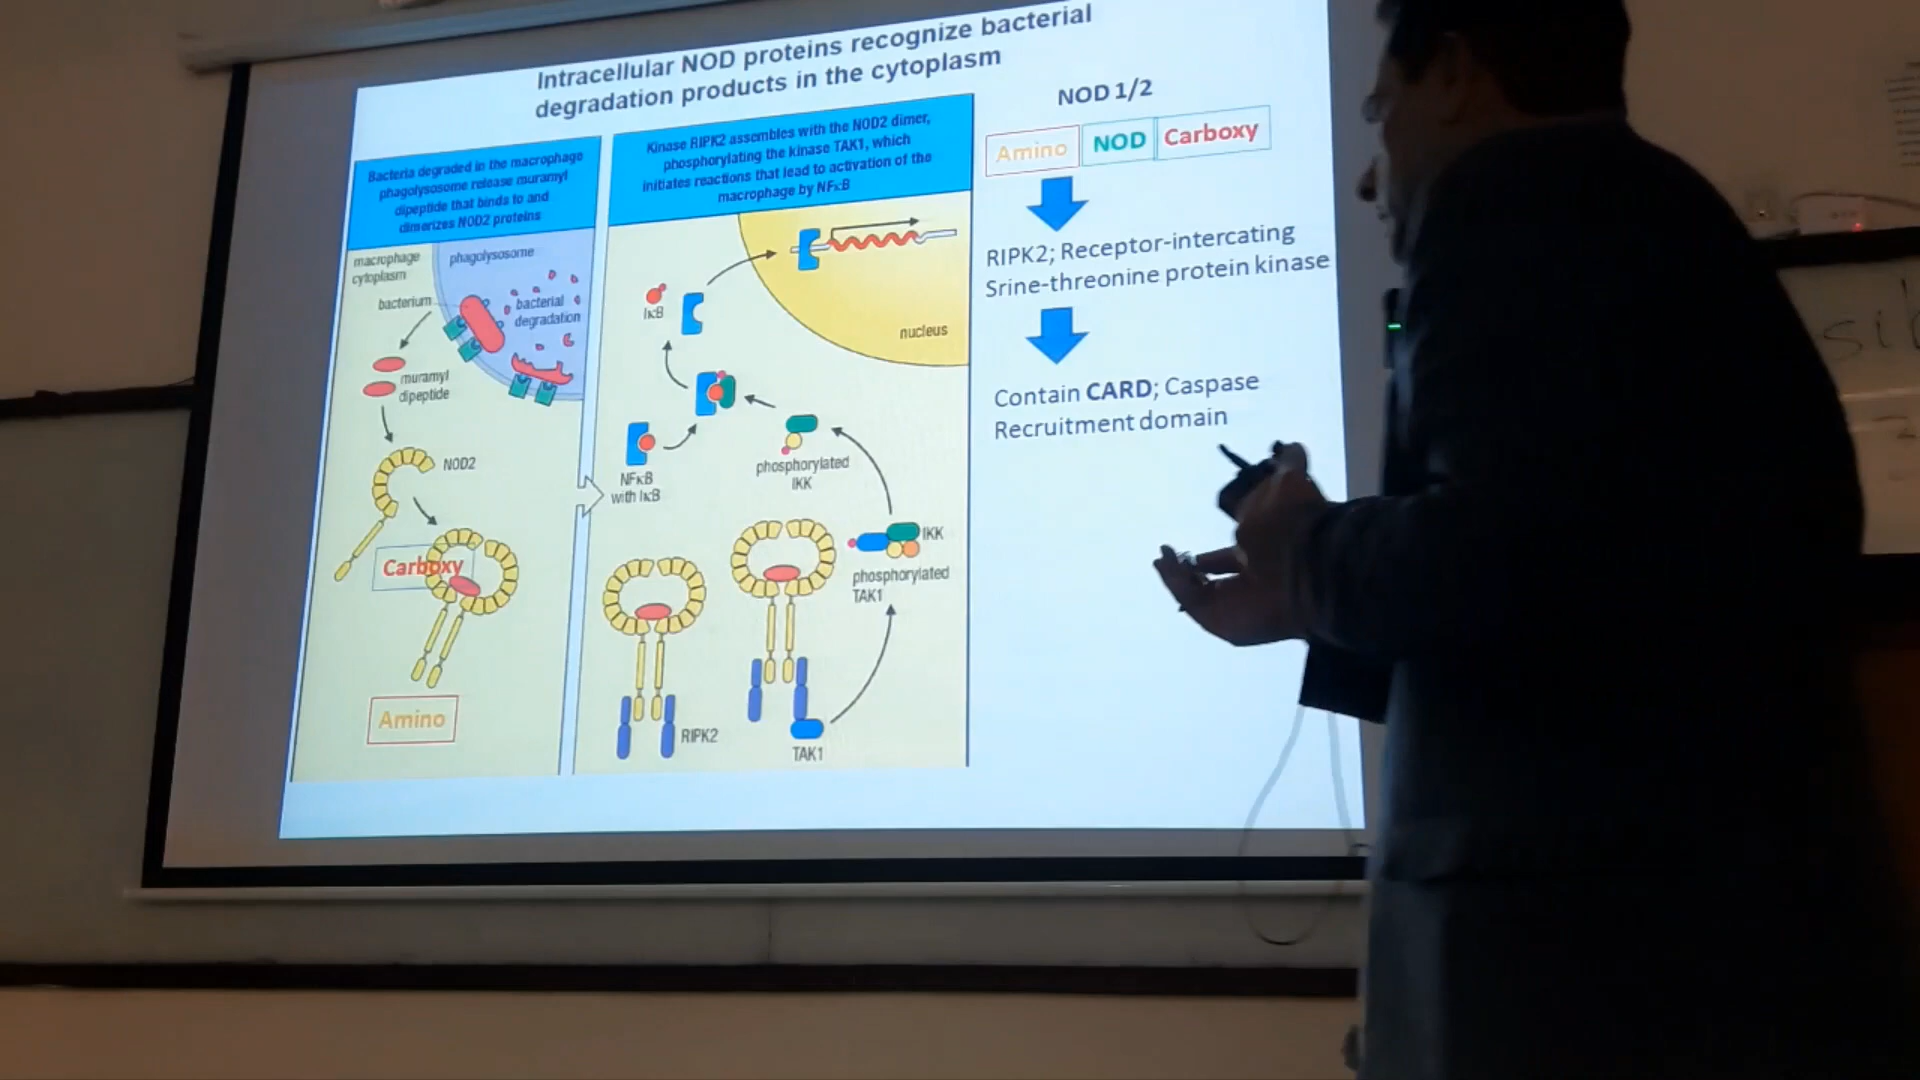 Intracellular NOD proteins recognize bacterial
degradation products in the cytoplasm
Bacteria degraded in the macrophage
phagolysosome release muramyl
dipeptide that binds to and
dimerizes NOD2 proteins
macrophage
cytoplasm
phagolysosome
bacterium
bacterial
degradation
muramyl
dipeptide
NOD2
Carboxy
Amino
Kinase RIPK2 assembles with the NOD2 dimer,
phosphorylating the kinase TAK1, which
initiates reactions that lead to activation of the
macrophage by NFκB
IκB
nucleus
NFκB
with IκB
phosphorylated
IKK
IKK
phosphorylated
TAK1
RIPK2
TAK1
NOD 1/2
Amino NOD Carboxy
RIPK2; Receptor-intercating
Srine-threonine protein kinase
Contain CARD; Caspase
Recruitment domain